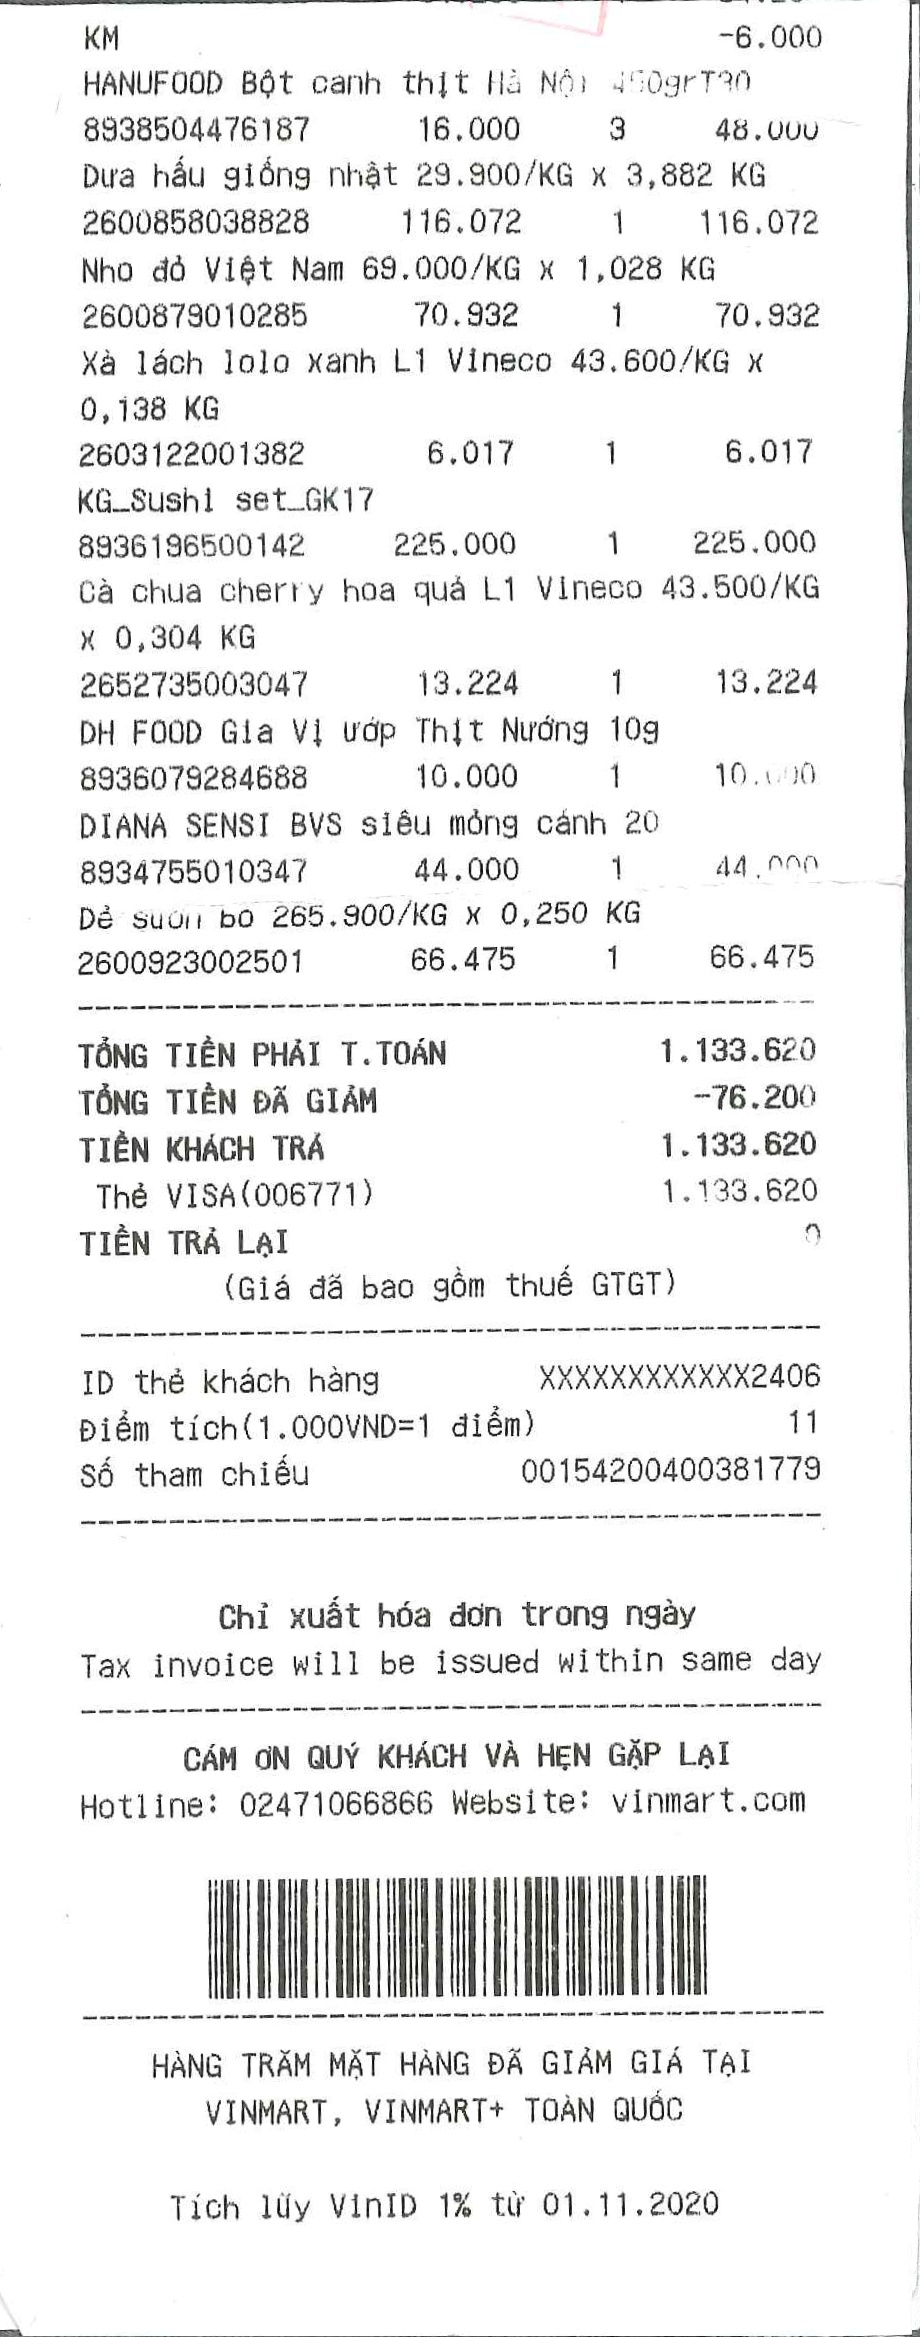 KM -6.000
HANUFOOD Bột canh thịt Hà Nội 450grT30
8938504476187 16.000 3 48.000
Dưa hấu giống nhật 29.900/KG x 3,882 KG
2600858038828 116.072 1 116.072
Nho đỏ Việt Nam 69.000/KG x 1,028 KG
2600879010285 70.932 1 70.932
Xà lách lolo xanh L1 Vineco 43.600/KG x
0,138 KG
2603122001382 6.017 1 6.017
KG_Sushi set_GK17
8936196500142 225.000 1 225.000
Cà chua cherry hoa quả L1 Vineco 43.500/KG
x 0,304 KG
2652735003047 13.224 1 13.224
DH FOOD Gia Vị ướp Thịt Nướng 10g
8936079284688 10.000 1 10.000
DIANA SENSI BVS siêu mỏng cánh 20
8934755010347 44.000 1 44.000
Dẻ sườn bò 265.900/KG x 0,250 KG
2600923002501 66.475 1 66.475
TỔNG TIỀN PHẢI T.TOÁN 1.133.620
TỔNG TIỀN ĐÃ GIẢM -76.200
TIỀN KHÁCH TRẢ 1.133.620
Thẻ VISA(006771) 1.133.620
TIỀN TRẢ LẠI 0
(Giá đã bao gồm thuế GTGT)
ID thẻ khách hàng XXXXXXXXXXXX2406
Điểm tích(1.000VND=1 điểm) 11
Số tham chiếu 00154200400381779
Chỉ xuất hóa đơn trong ngày
Tax invoice will be issued within same day
CÁM ƠN QUÝ KHÁCH VÀ HẸN GẶP LẠI
Hotline: 02471066866 Website: vinmart.com
HÀNG TRĂM MẶT HÀNG ĐÃ GIẢM GIÁ TẠI
VINMART, VINMART+ TOÀN QUỐC
Tích lũy VinID 1% từ 01.11.2020